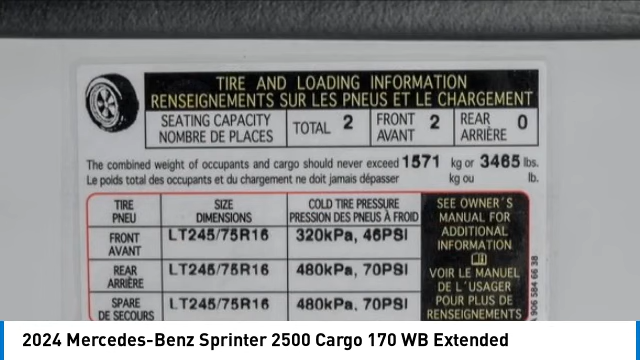 TIRE AND LOADING INFORMATION
RENSEIGNEMENTS SUR LES PNEUS ET LE CHARGEMENT
SEATING CAPACITY
NOMBRE DE PLACES
TOTAL 2
FRONT
AVANT
2
REAR
ARRIÈRE
0
The combined weight of occupants and cargo should never exceed 1571 kg or 3465 lbs.
Le poids total des occupants et du chargement ne doit jamais dépasser kg ou lb.
TIRE
PNEU
SIZE
DIMENSIONS
COLD TIRE PRESSURE
PRESSION DES PNEUS À FROID
FRONT
AVANT
LT245/75R16
320kPa, 46PSI
REAR
ARRIÈRE
LT245/75R16
480kPa, 70PSI
SPARE
DE SECOURS
LT245/75R16
480kPa, 70PSI
SEE OWNER'S
MANUAL FOR
ADDITIONAL
INFORMATION
VOIR LE MANUEL
DE L'USAGER
POUR PLUS DE
RENSEIGNEMENTS
A 906 584 66 38
2024 Mercedes-Benz Sprinter 2500 Cargo 170 WB Extended